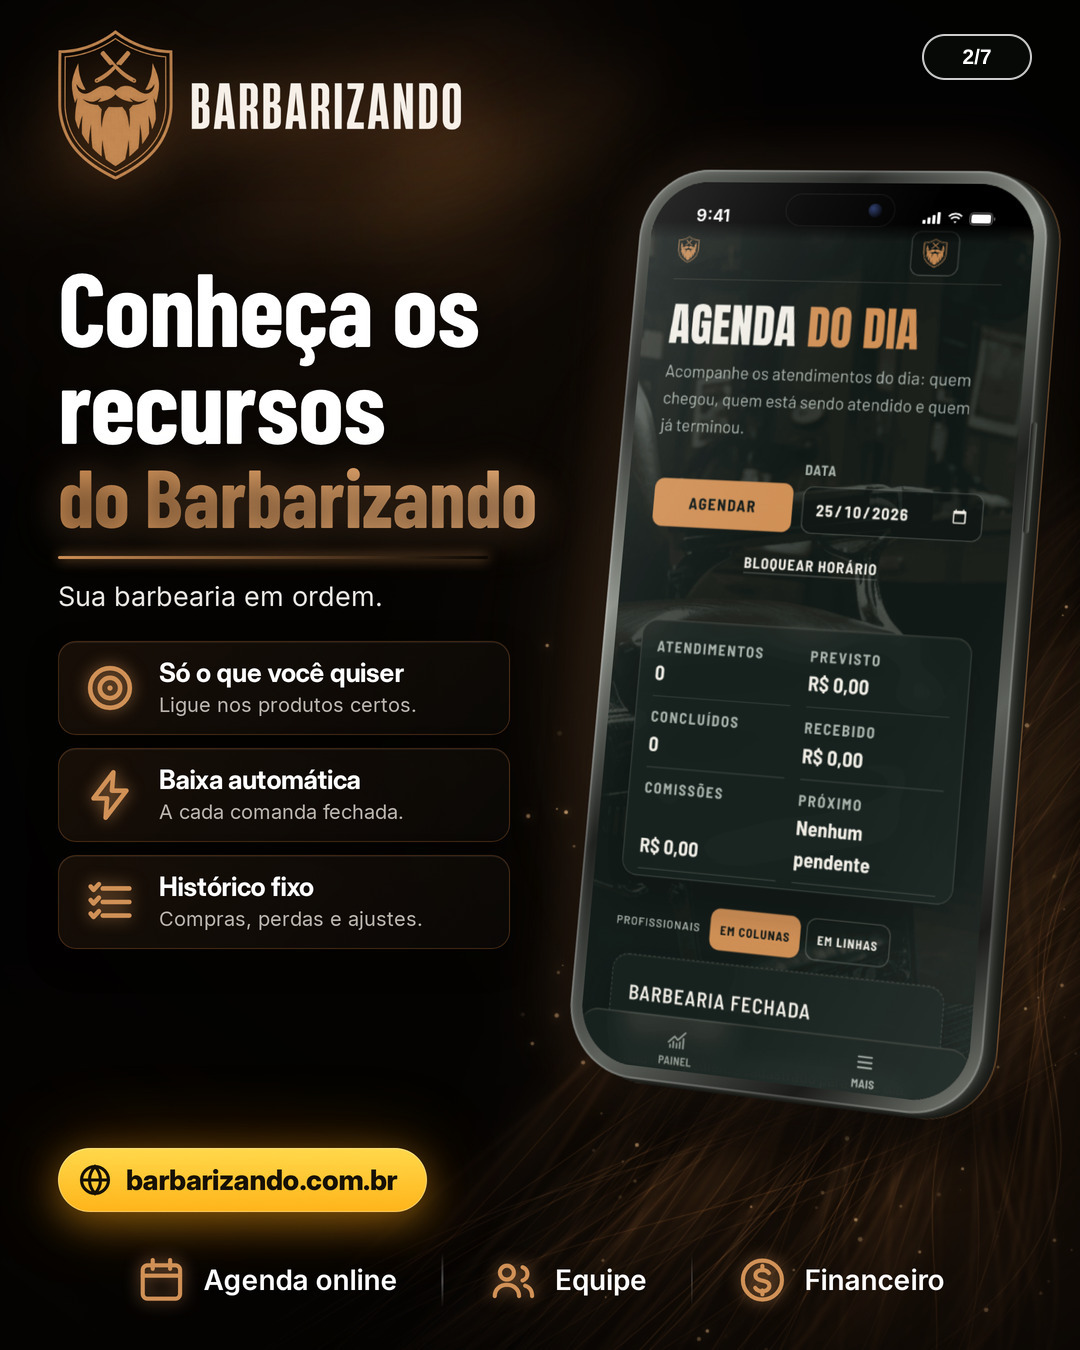 BARBARIZANDO
2/7
Conheça os
recursos
do Barbarizando
Sua barbearia em ordem.
Só o que você quiser
Ligue nos produtos certos.
Baixa automática
A cada comanda fechada.
Histórico fixo
Compras, perdas e ajustes.
9:41
AGENDA DO DIA
Acompanhe os atendimentos do dia: quem
chegou, quem está sendo atendido e quem
já terminou.
DATA
AGENDAR
25/10/2026
BLOQUEAR HORÁRIO
ATENDIMENTOS
0
PREVISTO
R$ 0,00
CONCLUÍDOS
0
RECEBIDO
R$ 0,00
COMISSÕES
R$ 0,00
PRÓXIMO
Nenhum
pendente
PROFISSIONAIS
EM COLUNAS
EM LINHAS
BARBEARIA FECHADA
PAINEL
MAIS
barbarizando.com.br
Agenda online
Equipe
Financeiro